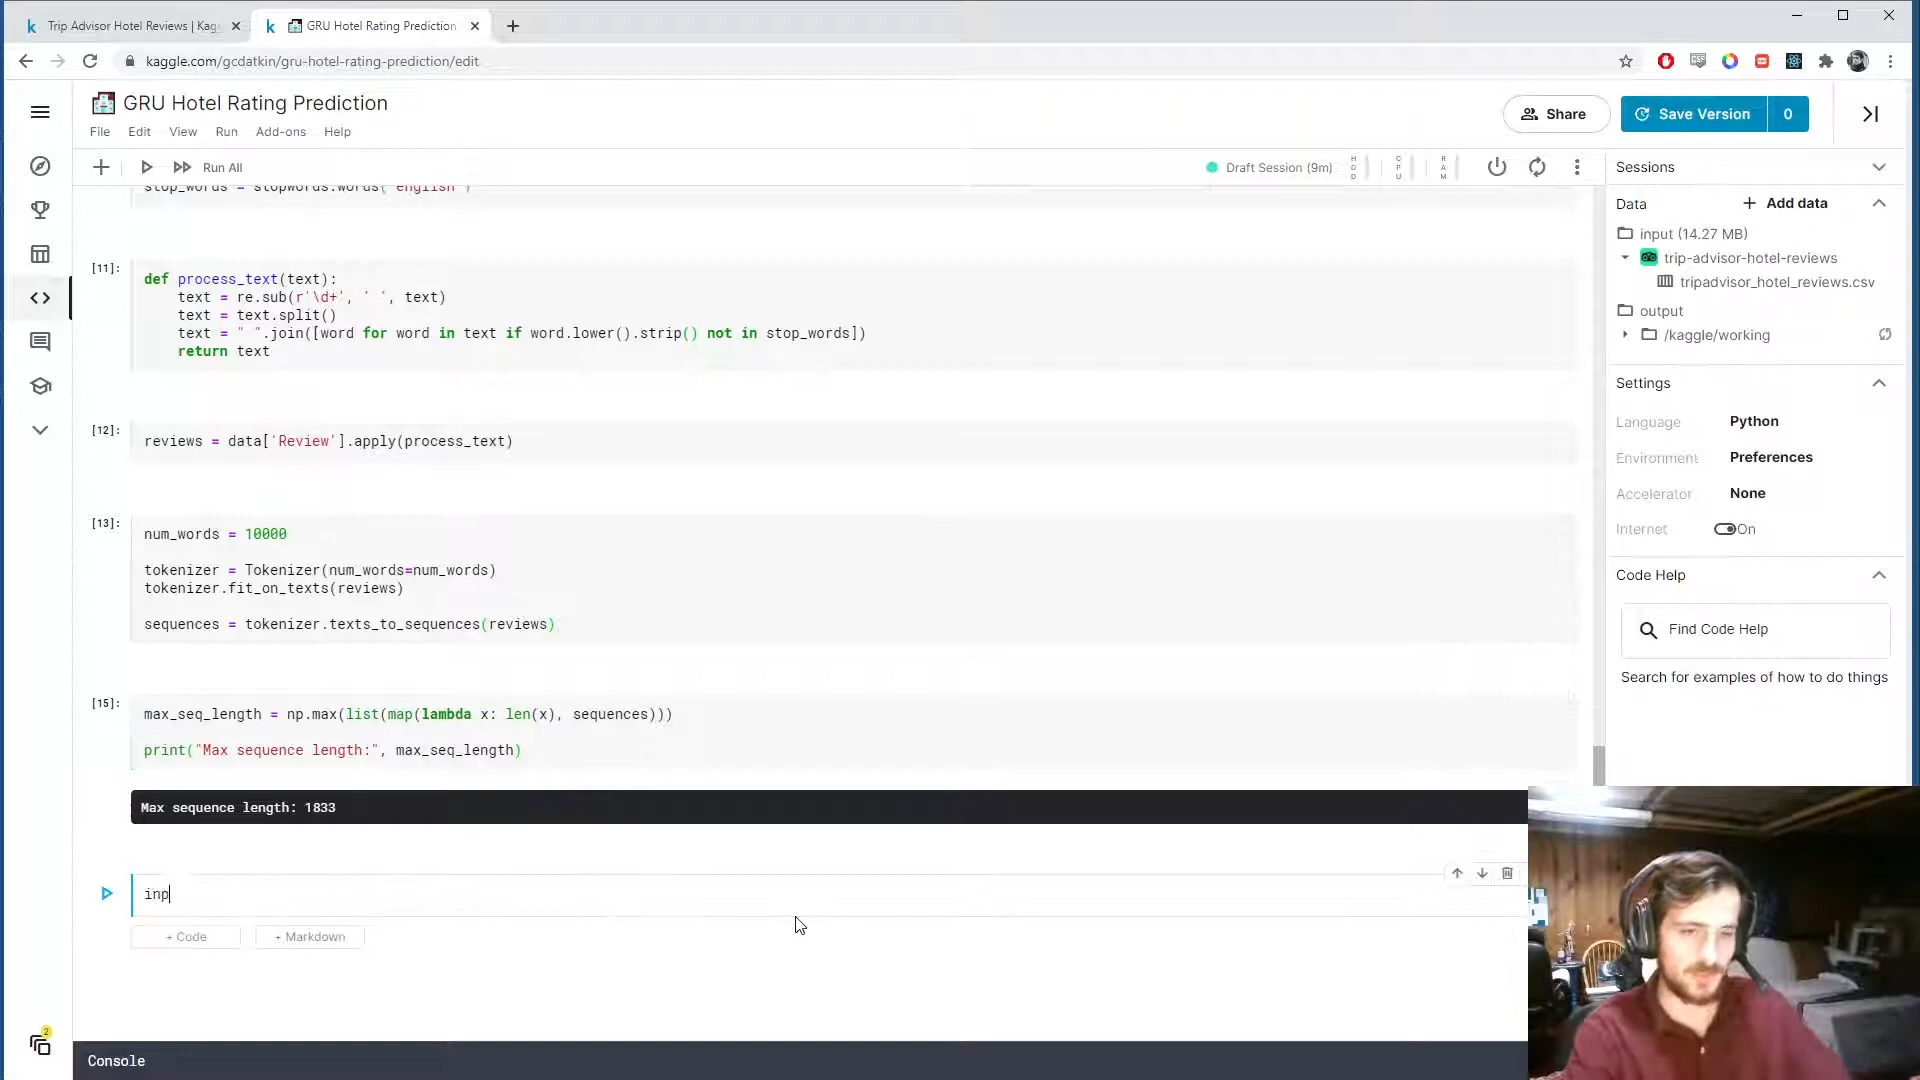 Trip Advisor Hotel Reviews | Kag
GRU Hotel Rating Prediction
kaggle.com/gcdatkin/gru-hotel-rating-prediction/edit
GRU Hotel Rating Prediction
File Edit View Run Add-ons Help
Share
Save Version 0
Run All
Draft Session (9m)
HDD
CPU
RAM
Sessions
stop_words = stopwords.words('english')
[11]:
def process_text(text):
text = re.sub(r'\d+', ' ', text)
text = text.split()
text = " ".join([word for word in text if word.lower().strip() not in stop_words])
return text
[12]:
reviews = data['Review'].apply(process_text)
[13]:
num_words = 10000
tokenizer = Tokenizer(num_words=num_words)
tokenizer.fit_on_texts(reviews)
sequences = tokenizer.texts_to_sequences(reviews)
[15]:
max_seq_length = np.max(list(map(lambda x: len(x), sequences)))
print("Max sequence length:", max_seq_length)
Max sequence length: 1833
inp
+ Code + Markdown
Console
2
Data
+ Add data
input (14.27 MB)
trip-advisor-hotel-reviews
tripadvisor_hotel_reviews.csv
output
/kaggle/working
Settings
Language Python
Environment Preferences
Accelerator None
Internet On
Code Help
Find Code Help
Search for examples of how to do things